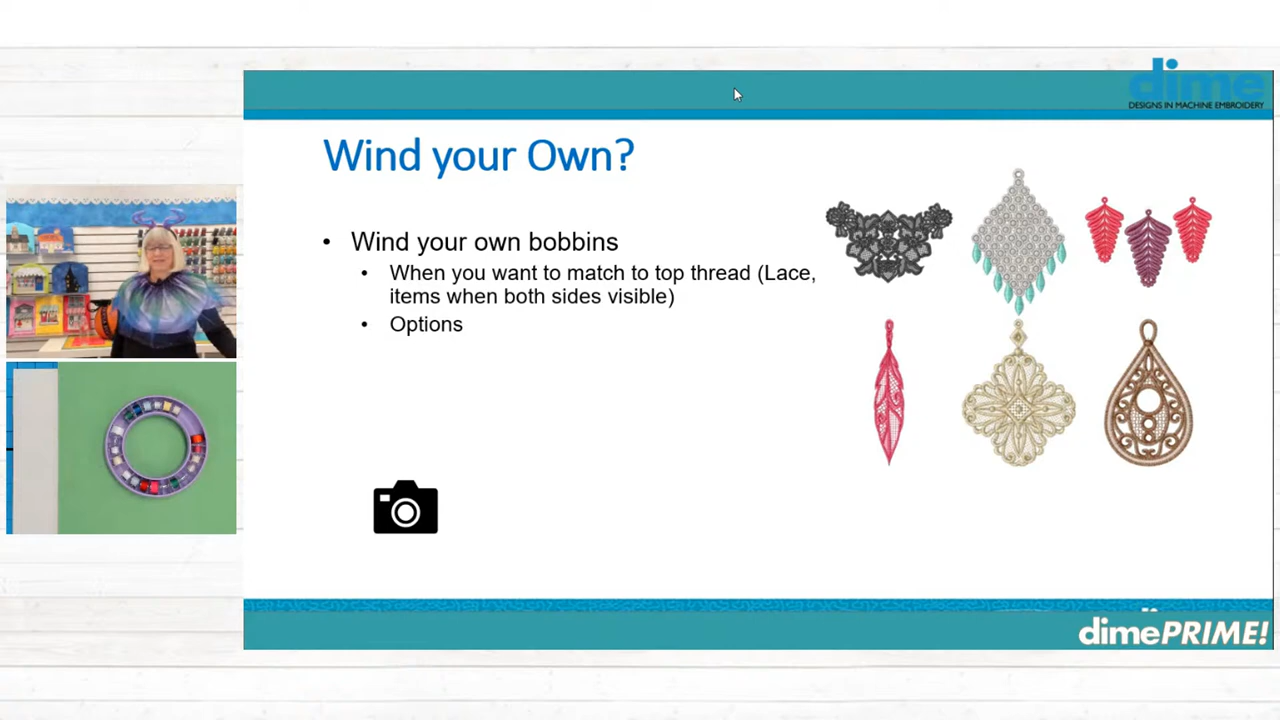 dime
DESIGNS IN MACHINE EMBROIDERY
Wind your Own?
• Wind your own bobbins
• When you want to match to top thread (Lace,
items when both sides visible)
• Options
dimePRIME!